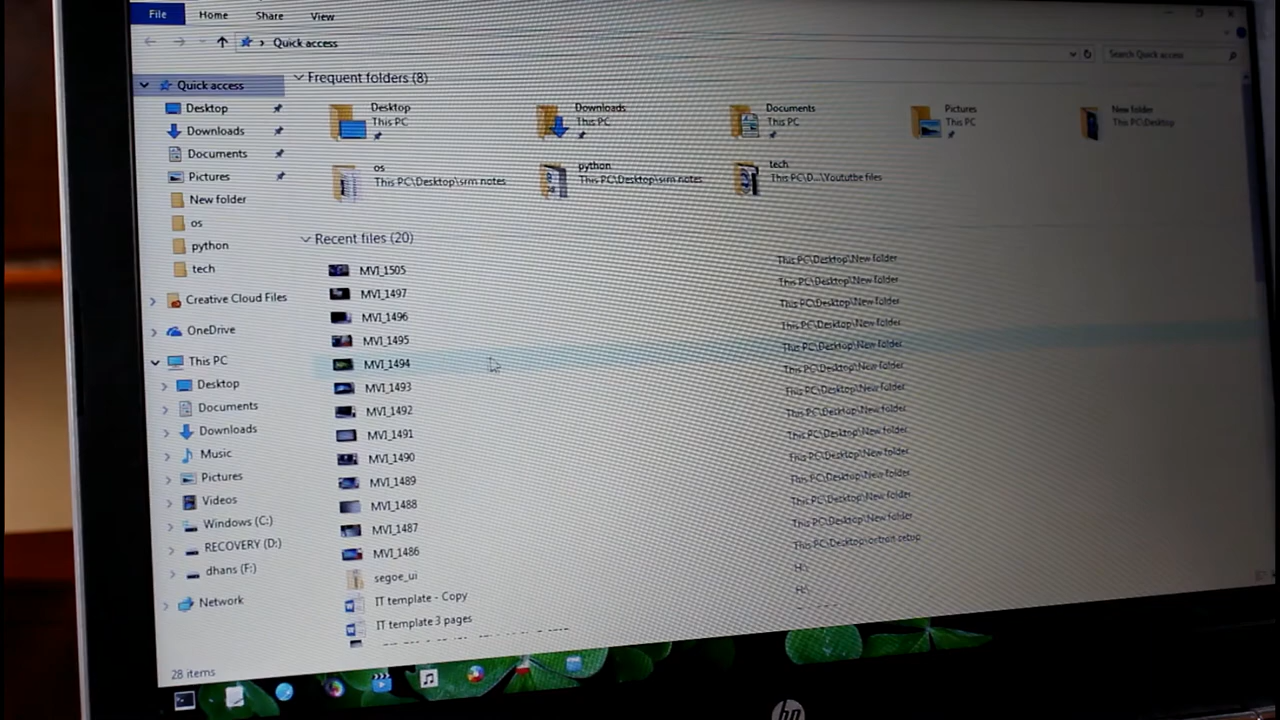 File Home Share View
Quick access
Search Quick access
Quick access
Desktop
Downloads
Documents
Pictures
New folder
os
python
tech
Creative Cloud Files
OneDrive
This PC
Desktop
Documents
Downloads
Music
Pictures
Videos
Windows (C:)
RECOVERY (D:)
dhans (F:)
Network
Frequent folders (8)
Desktop
This PC
Downloads
This PC
Documents
This PC
Pictures
This PC
New folder
This PC\Desktop
os
This PC\Desktop\srm notes
python
This PC\Desktop\srm notes
tech
This PC\D...\Yoututbe files
Recent files (20)
MVI_1505 This PC\Desktop\New folder
MVI_1497 This PC\Desktop\New folder
MVI_1496 This PC\Desktop\New folder
MVI_1495 This PC\Desktop\New folder
MVI_1494 This PC\Desktop\New folder
MVI_1493 This PC\Desktop\New folder
MVI_1492 This PC\Desktop\New folder
MVI_1491 This PC\Desktop\New folder
MVI_1490 This PC\Desktop\New folder
MVI_1489 This PC\Desktop\New folder
MVI_1488 This PC\Desktop\New folder
MVI_1487 This PC\Desktop\New folder
MVI_1486 This PC\Desktop\New folder
segoe_ui This PC\Desktop\octron setup
IT template - Copy H:\
IT template 3 pages H:\
28 items
hp